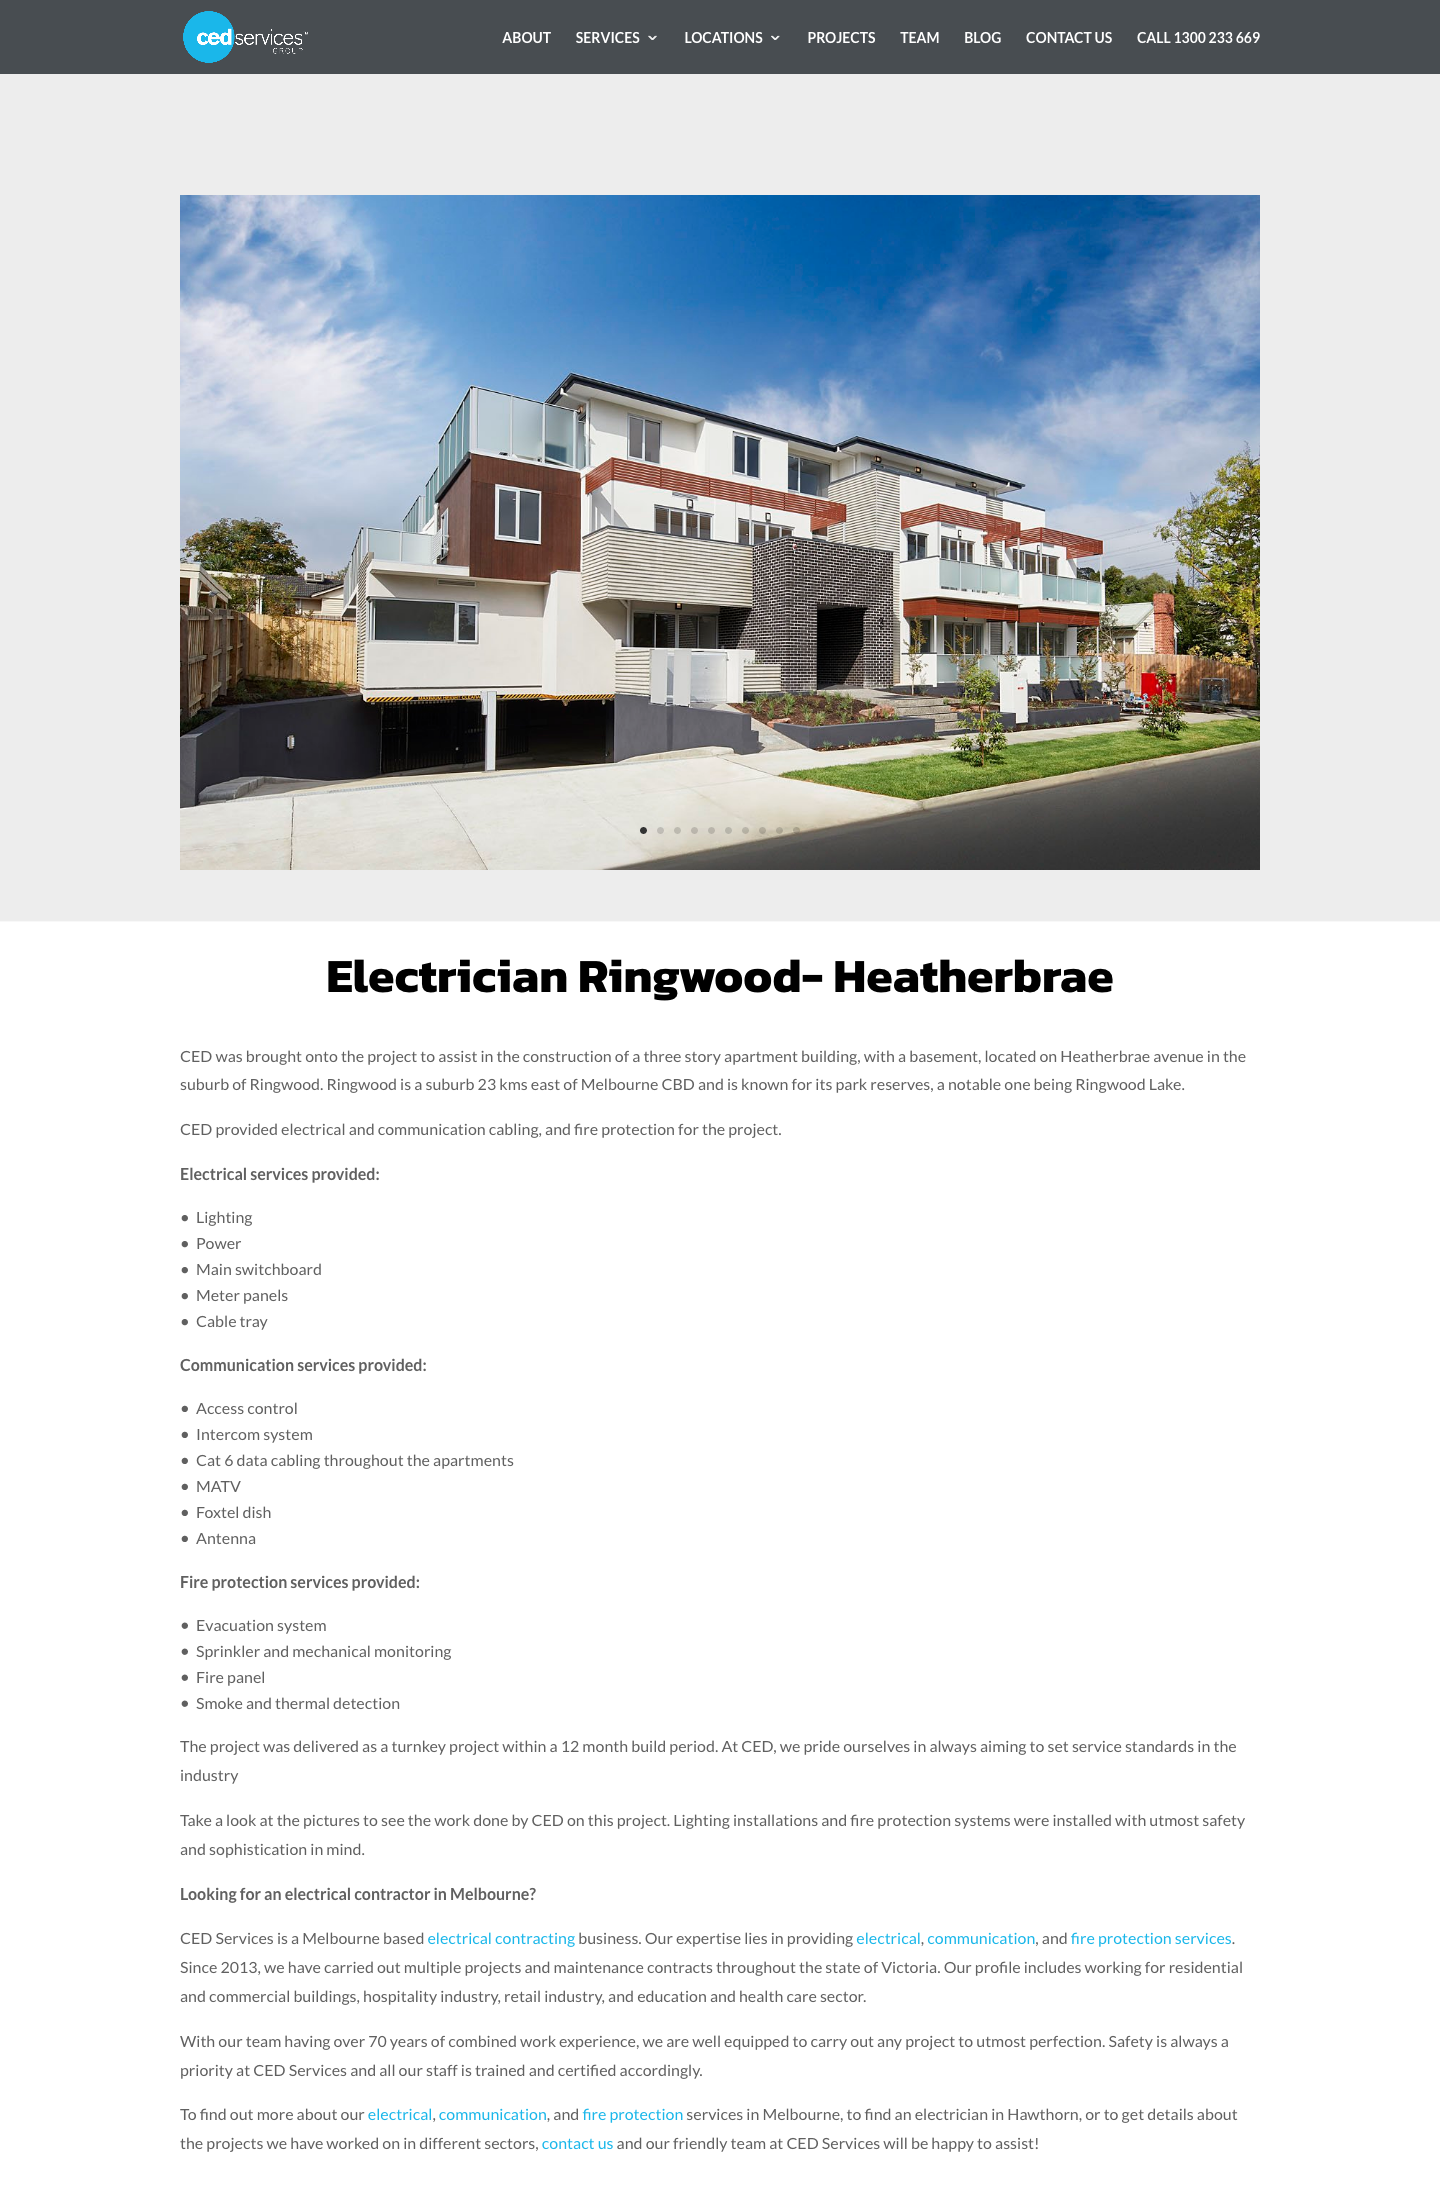 cedservices™
GROUP
ABOUT SERVICES LOCATIONS PROJECTS TEAM BLOG CONTACT US CALL 1300 233 669
Electrician Ringwood- Heatherbrae
CED was brought onto the project to assist in the construction of a three story apartment building, with a basement, located on Heatherbrae avenue in the
suburb of Ringwood. Ringwood is a suburb 23 kms east of Melbourne CBD and is known for its park reserves, a notable one being Ringwood Lake.
CED provided electrical and communication cabling, and fire protection for the project.
Electrical services provided:
• Lighting
• Power
• Main switchboard
• Meter panels
• Cable tray
Communication services provided:
• Access control
• Intercom system
• Cat 6 data cabling throughout the apartments
• MATV
• Foxtel dish
• Antenna
Fire protection services provided:
• Evacuation system
• Sprinkler and mechanical monitoring
• Fire panel
• Smoke and thermal detection
The project was delivered as a turnkey project within a 12 month build period. At CED, we pride ourselves in always aiming to set service standards in the
industry
Take a look at the pictures to see the work done by CED on this project. Lighting installations and fire protection systems were installed with utmost safety
and sophistication in mind.
Looking for an electrical contractor in Melbourne?
CED Services is a Melbourne based electrical contracting business. Our expertise lies in providing electrical, communication, and fire protection services.
Since 2013, we have carried out multiple projects and maintenance contracts throughout the state of Victoria. Our profile includes working for residential
and commercial buildings, hospitality industry, retail industry, and education and health care sector.
With our team having over 70 years of combined work experience, we are well equipped to carry out any project to utmost perfection. Safety is always a
priority at CED Services and all our staff is trained and certified accordingly.
To find out more about our electrical, communication, and fire protection services in Melbourne, to find an electrician in Hawthorn, or to get details about
the projects we have worked on in different sectors, contact us and our friendly team at CED Services will be happy to assist!